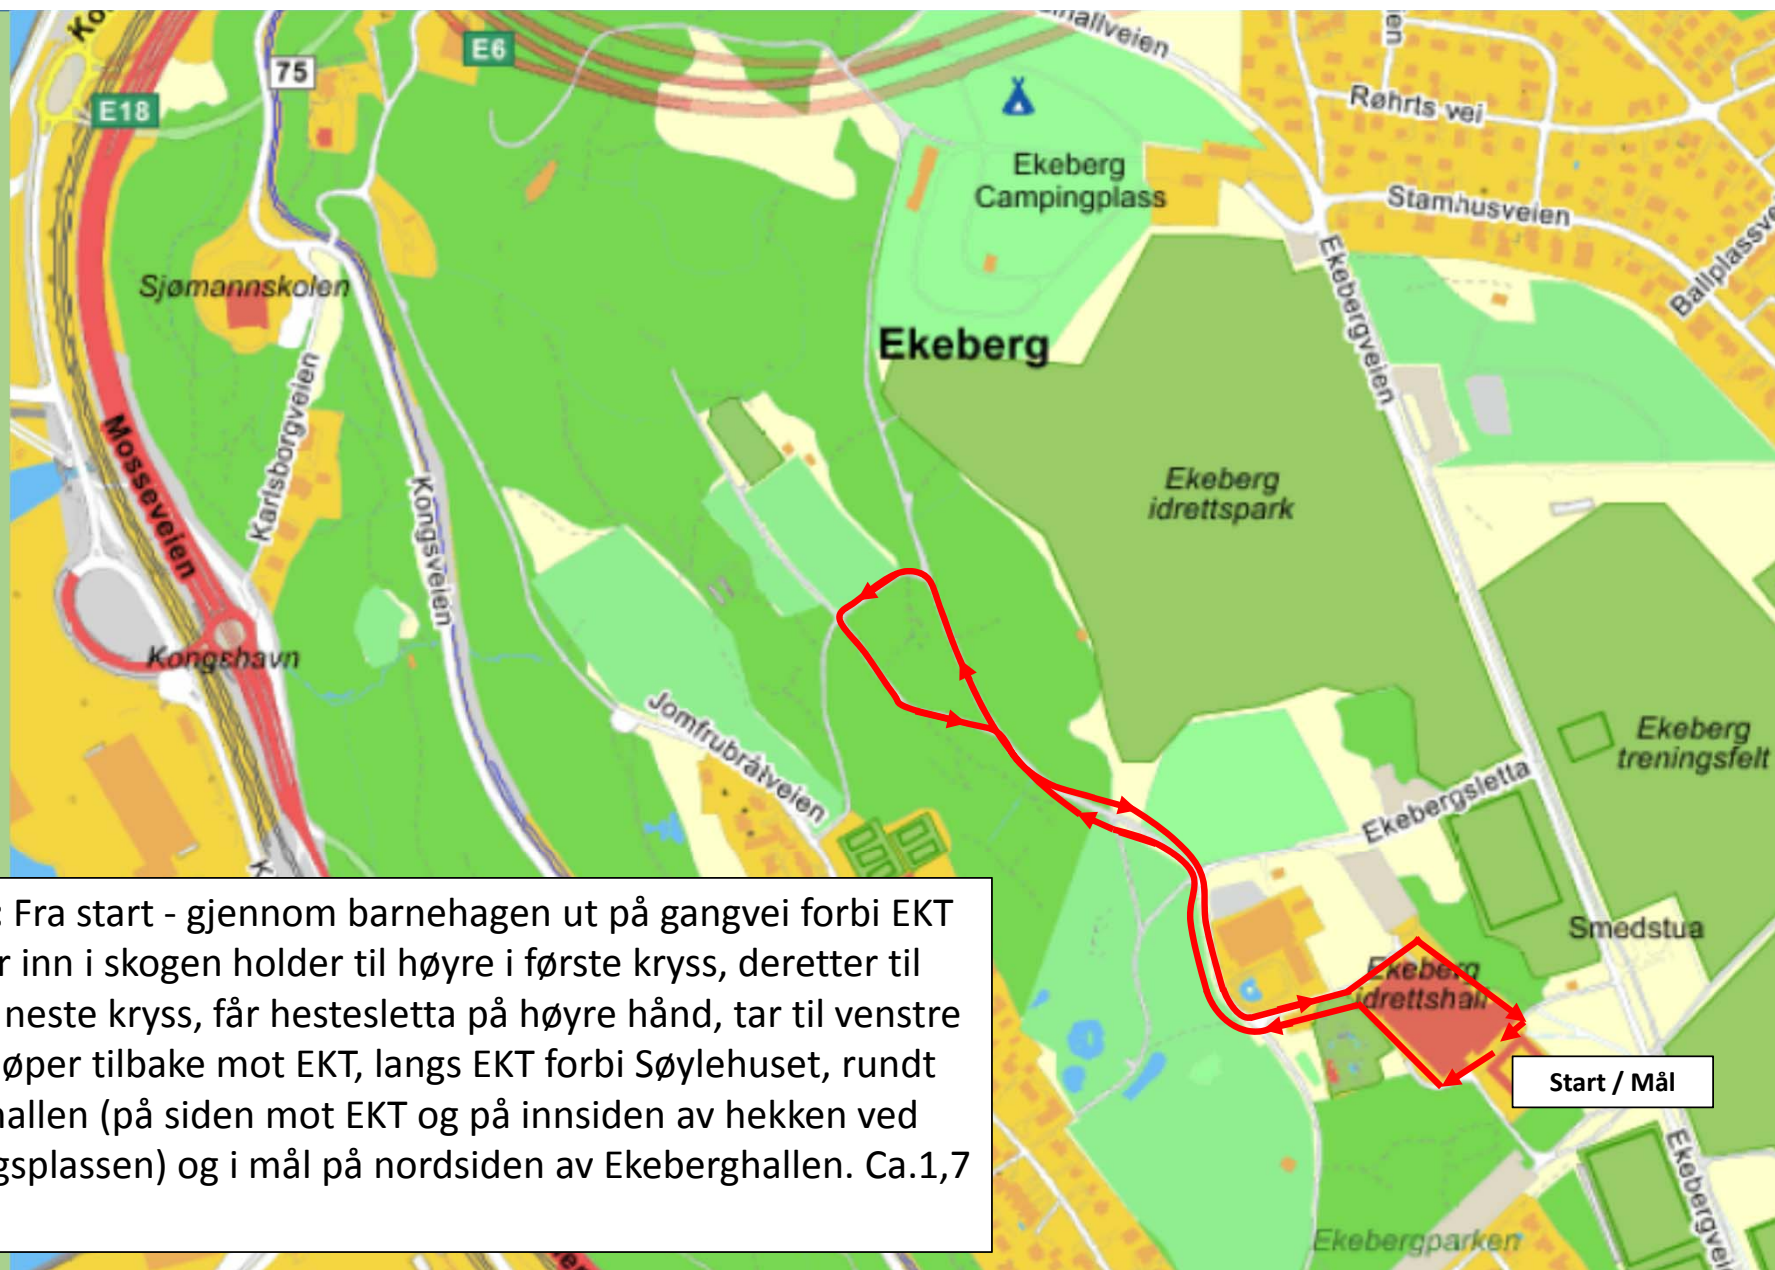 Ko
E6
75
E18
allveien
Røhrts vei
Ekeberg
Campingplass
Stamhusveien
Ballplassve
Ekebergveien
Sjømannskolen
Ekeberg
Karlsborgveien
Mosseveien
Kongsveien
Ekeberg
idrettspark
Kongshavn
Jomfrubråtveien
Ekeberg
treningsfelt
Ekebergsletta
K
Smedstua
Ekeberg
idrettshall
: Fra start - gjennom barnehagen ut på gangvei forbi EKT
r inn i skogen holder til høyre i første kryss, deretter til
neste kryss, får hestesletta på høyre hånd, tar til venstre
øper tilbake mot EKT, langs EKT forbi Søylehuset, rundt
allen (på siden mot EKT og på innsiden av hekken ved
gsplassen) og i mål på nordsiden av Ekeberghallen. Ca.1,7
Start / Mål
Ekebergvei
Ekebergparken